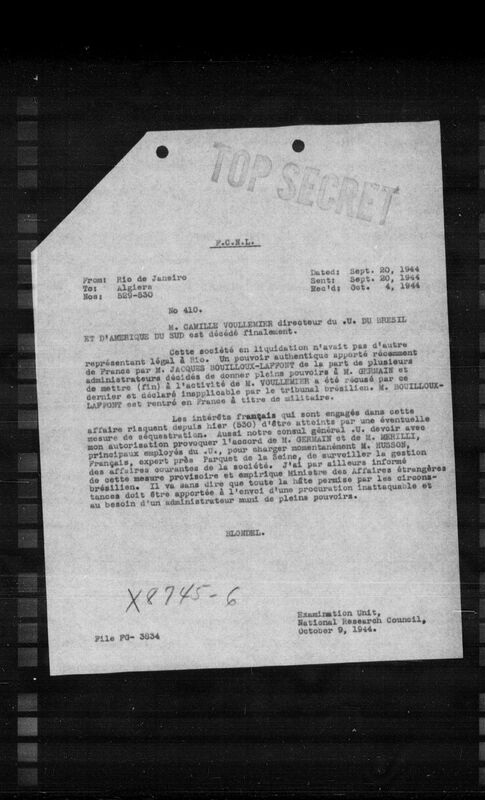 TOP SECRET
F.C.N.L.
From: Rio de Janeiro
To: Algiers
Nos: 529-530
Dated: Sept. 20, 1944
Sent: Sept. 20, 1944
Rec'd: Oct. 4, 1944
No 410.
M. CAMILLE VOULLEMIER directeur du .U. DU BRESIL
ET D'AMERIQUE DU SUD est décédé finalement.
Cette société en liquidation n'avait pas d'autre
représentant légal à Rio. Un pouvoir authentique apporté récemment
de France par M. JACQUES BOUILLOUX-LAFFONT de la part de plusieurs
administrateurs décidés de donner pleins pouvoirs à M. GERMAIN et
de mettre (fin) à l'activité de M. VOULLEMIER a été récusé par ce
dernier et déclaré inapplicable par le tribunal brésilien. M. BOUILLOUX-
LAFFONT est rentré en France à titre de militaire.
Les intérêts français qui sont engagés dans cette
affaire risquent depuis hier (530) d'être atteints par une éventuelle
mesure de séquestration. Aussi notre consul général .U. devoir avec
mon autorisation provoquer l'accord de M. GERMAIN et de M. MERILLI,
principaux employés du .U., pour charger momentanément M. HUSSON,
Français, expert près Parquet de la Seine, de surveiller la gestion
des affaires courantes de la société. J'ai par ailleurs informé
de cette mesure provisoire et empirique Ministre des Affaires étrangères
brésilien. Il va sans dire que toute la hâte permise par les circons-
tances doit être apportée à l'envoi d'une procuration inattaquable et
au besoin d'un administrateur muni de pleins pouvoirs.
BLONDEL.
X8745-6
Examination Unit,
National Research Council,
October 9, 1944.
File FG- 3834